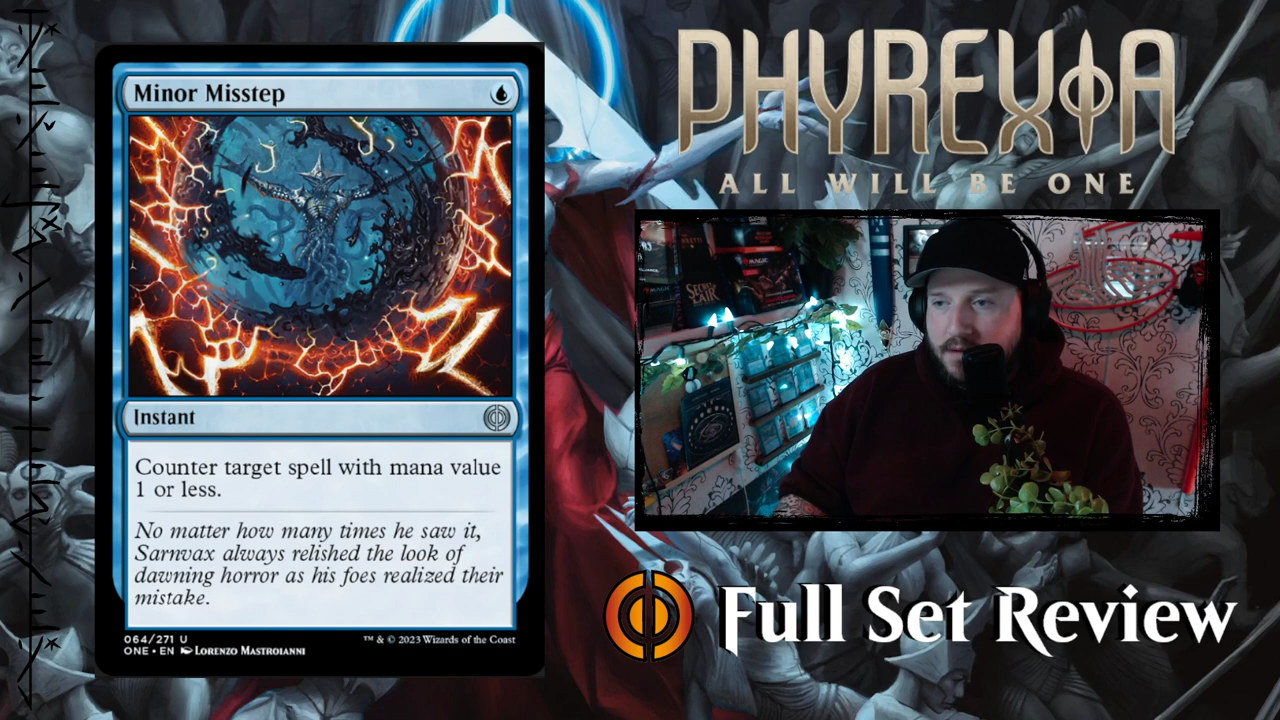 Minor Misstep
Instant
Counter target spell with mana value
1 or less.
No matter how many times he saw it,
Sarnvax always relished the look of
dawning horror as his foes realized their
mistake.
064/271 U
ONE • EN LORENZO MASTROIANNI
™ & © 2023 Wizards of the Coast
PHYREXIA
ALL WILL BE ONE
SECRET
LAIR
MAGIC
Full Set Review